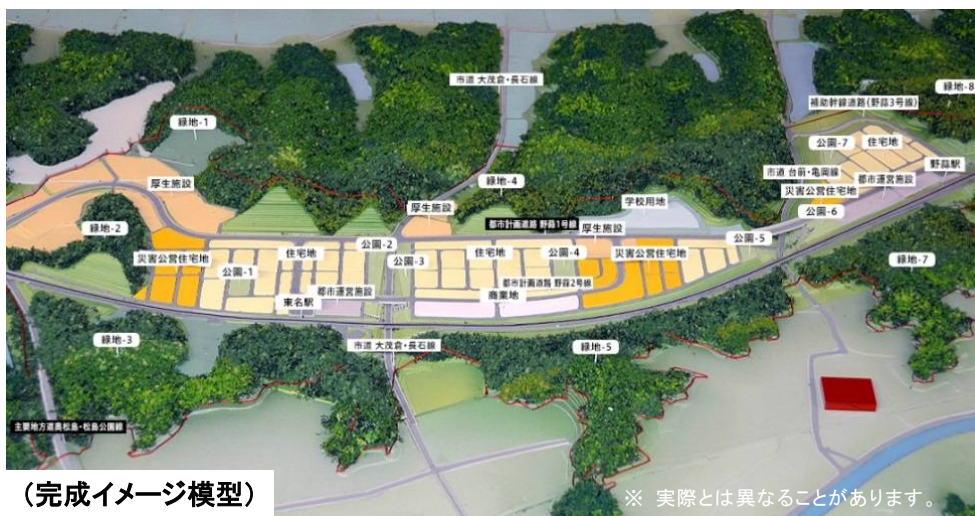 市道 大茂倉・長石線
緑地-8
補助幹線道路(野蒜3号線)
緑地-1
公園-7
住宅地
野蒜駅
市道 台前・亀岡線
都市運営施設
厚生施設
緑地-4
災害公営住宅地
学校用地
厚生施設
公園-6
都市計画道路 野蒜1号線
緑地-2
厚生施設
公園-5
公園-2
災害公営住宅地
住宅地
公園-3
住宅地
公園-4
災害公営住宅地
緑地-7
公園-1
都市運営施設
都市計画道路 野蒜2号線
東名駅
商業地
緑地-3
市道 大茂倉・長石線
緑地-5
主要地方道奥松島・松島公園線
(完成イメージ模型)
※ 実際とは異なることがあります。